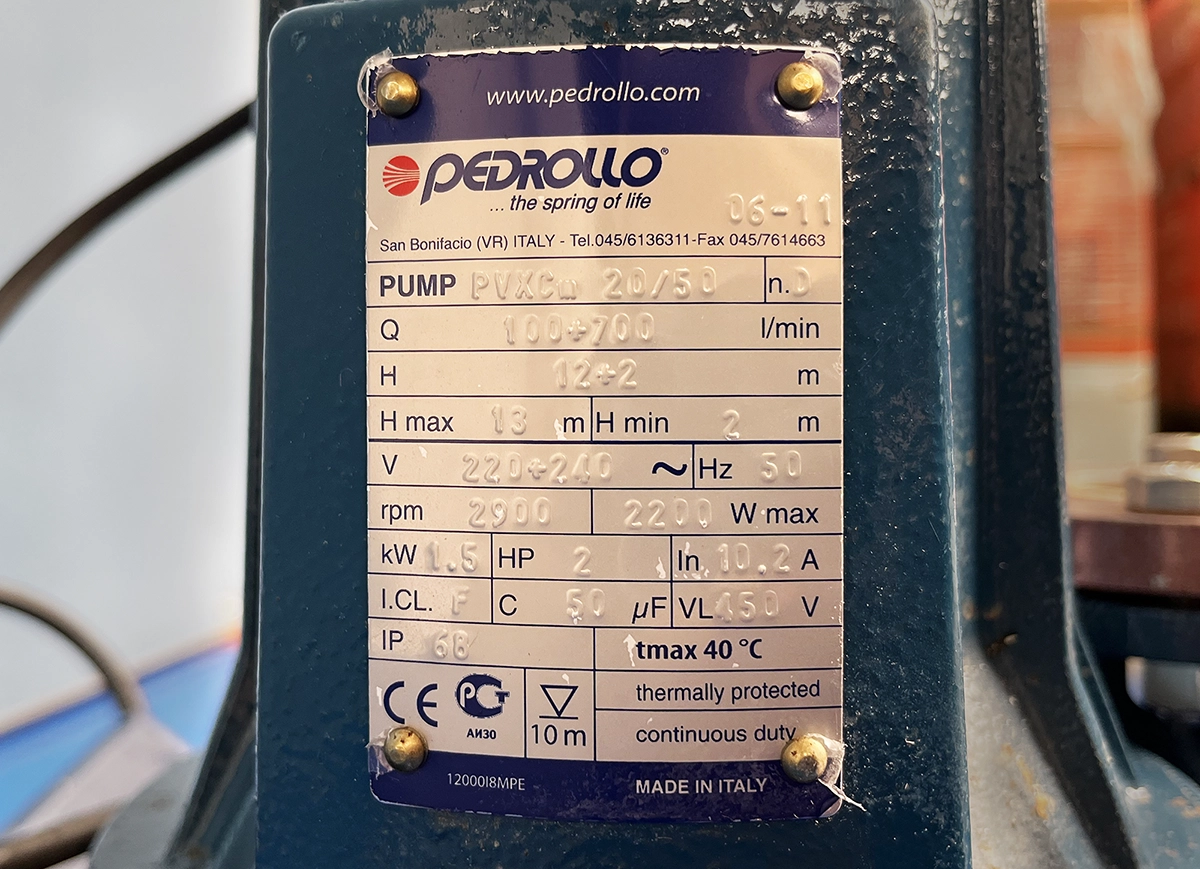 www.pedrollo.com
PEDROLLO®
... the spring of life
06-11
San Bonifacio (VR) ITALY - Tel.045/6136311-Fax 045/7614663
PUMP PVXCm 20/50 n.D
Q 100÷700 l/min
H 12÷2 m
H max 13 m H min 2 m
V 220÷240 ~ Hz 50
rpm 2900 2200 W max
kW 1.5 HP 2 In 10.2 A
I.CL. F C 50 µF VL 450 V
IP 68 tmax 40 °C
CE PCT thermally protected
АИ30 10 m continuous duty
12000I8MPE MADE IN ITALY